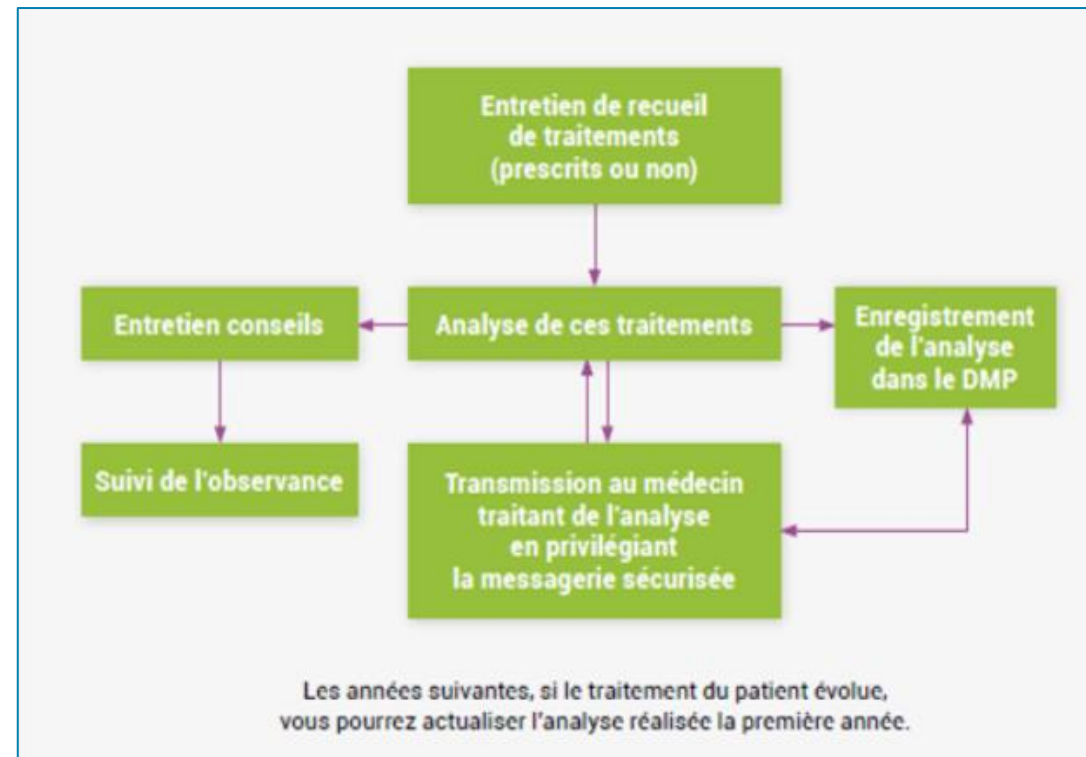 Entretien de recueil
de traitements
(prescrits ou non)
Entretien conseils
Analyse de ces traitements
Enregistrement
de l'analyse
dans le DMP
Suivi de l'observance
Transmission au médecin
traitant de l'analyse
en privilégiant
la messagerie sécurisée
Les années suivantes, si le traitement du patient évolue,
vous pourrez actualiser l'analyse réalisée la première année.